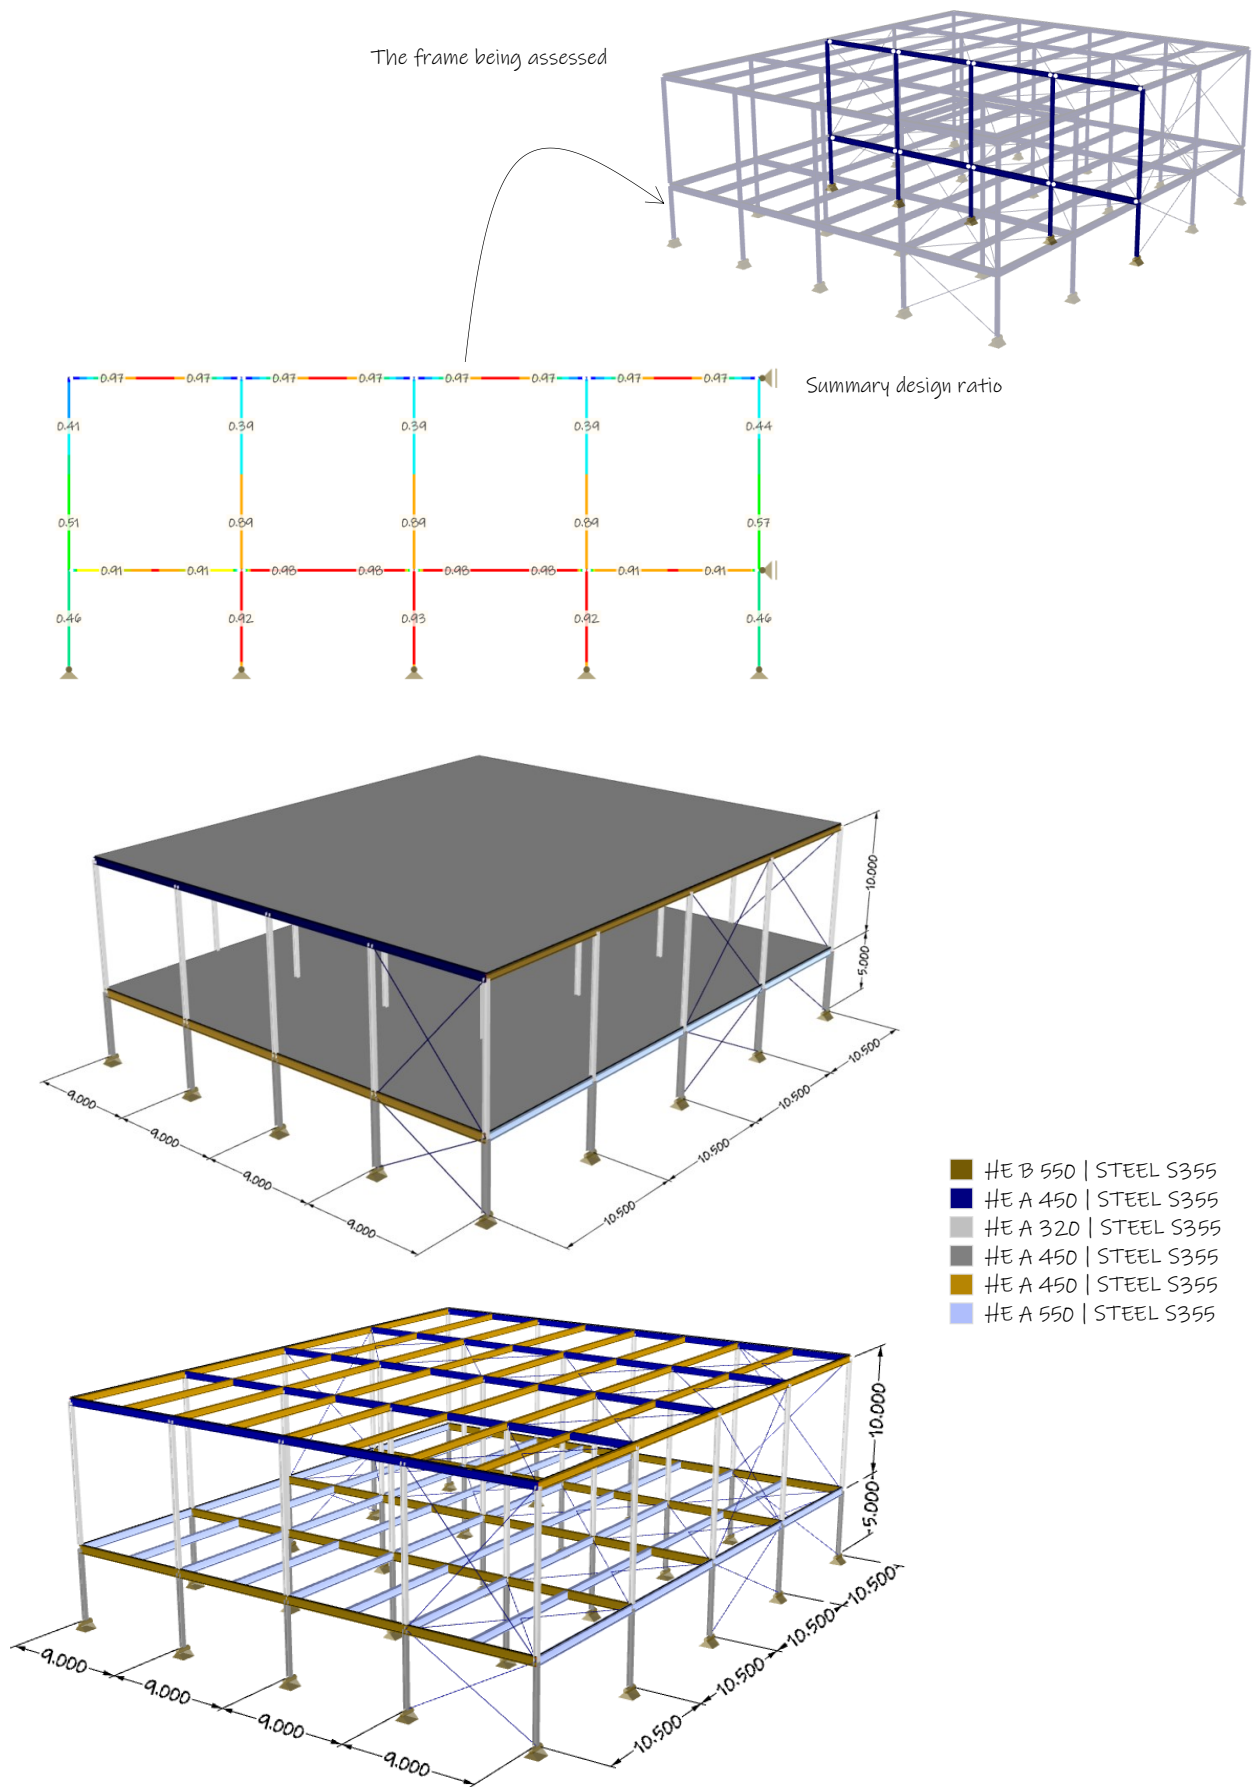 The frame being assessed
0.97 0.97 0.97 0.97 0.97 0.97 0.97 0.97
Summary design ratio
0.41 0.39 0.39 0.39 0.44
0.51 0.89 0.89 0.89 0.57
0.91 0.91 0.98 0.98 0.98 0.98 0.91 0.91
0.46 0.92 0.93 0.92 0.46
10.000
5.000
10.500
10.500
10.500
10.500
9.000
9.000
9.000
9.000
HE B 550 | STEEL S355
HE A 450 | STEEL S355
HE A 320 | STEEL S355
HE A 450 | STEEL S355
HE A 450 | STEEL S355
HE A 550 | STEEL S355
10.000
5.000
10.500
10.500
10.500
10.500
9.000
9.000
9.000
9.000